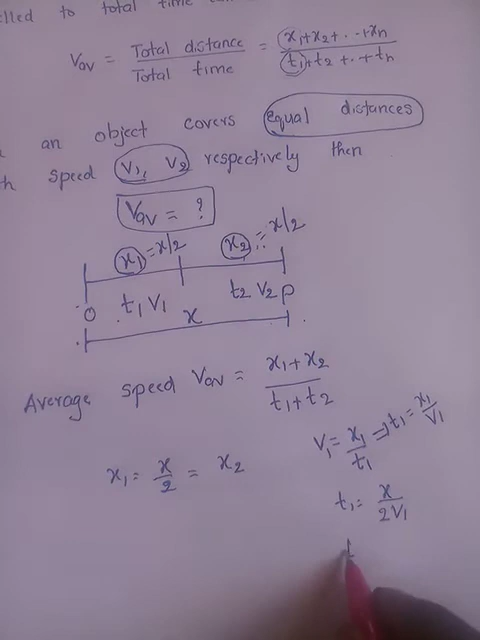 to total time
Vav = Total distance / Total time = x1+x2+...+xn / t1+t2+..+tn
an object covers equal distances
speed V1, V2 respectively then
Vav = ?
x1 = x/2 x2 = x/2
O t1 V1 t2 V2 P
x
Average speed Vav = x1+x2 / t1+t2
V1 = x1/t1 ⇒ t1 = x1/V1
x1 = x/2 = x2
t1 = x/2V1
t